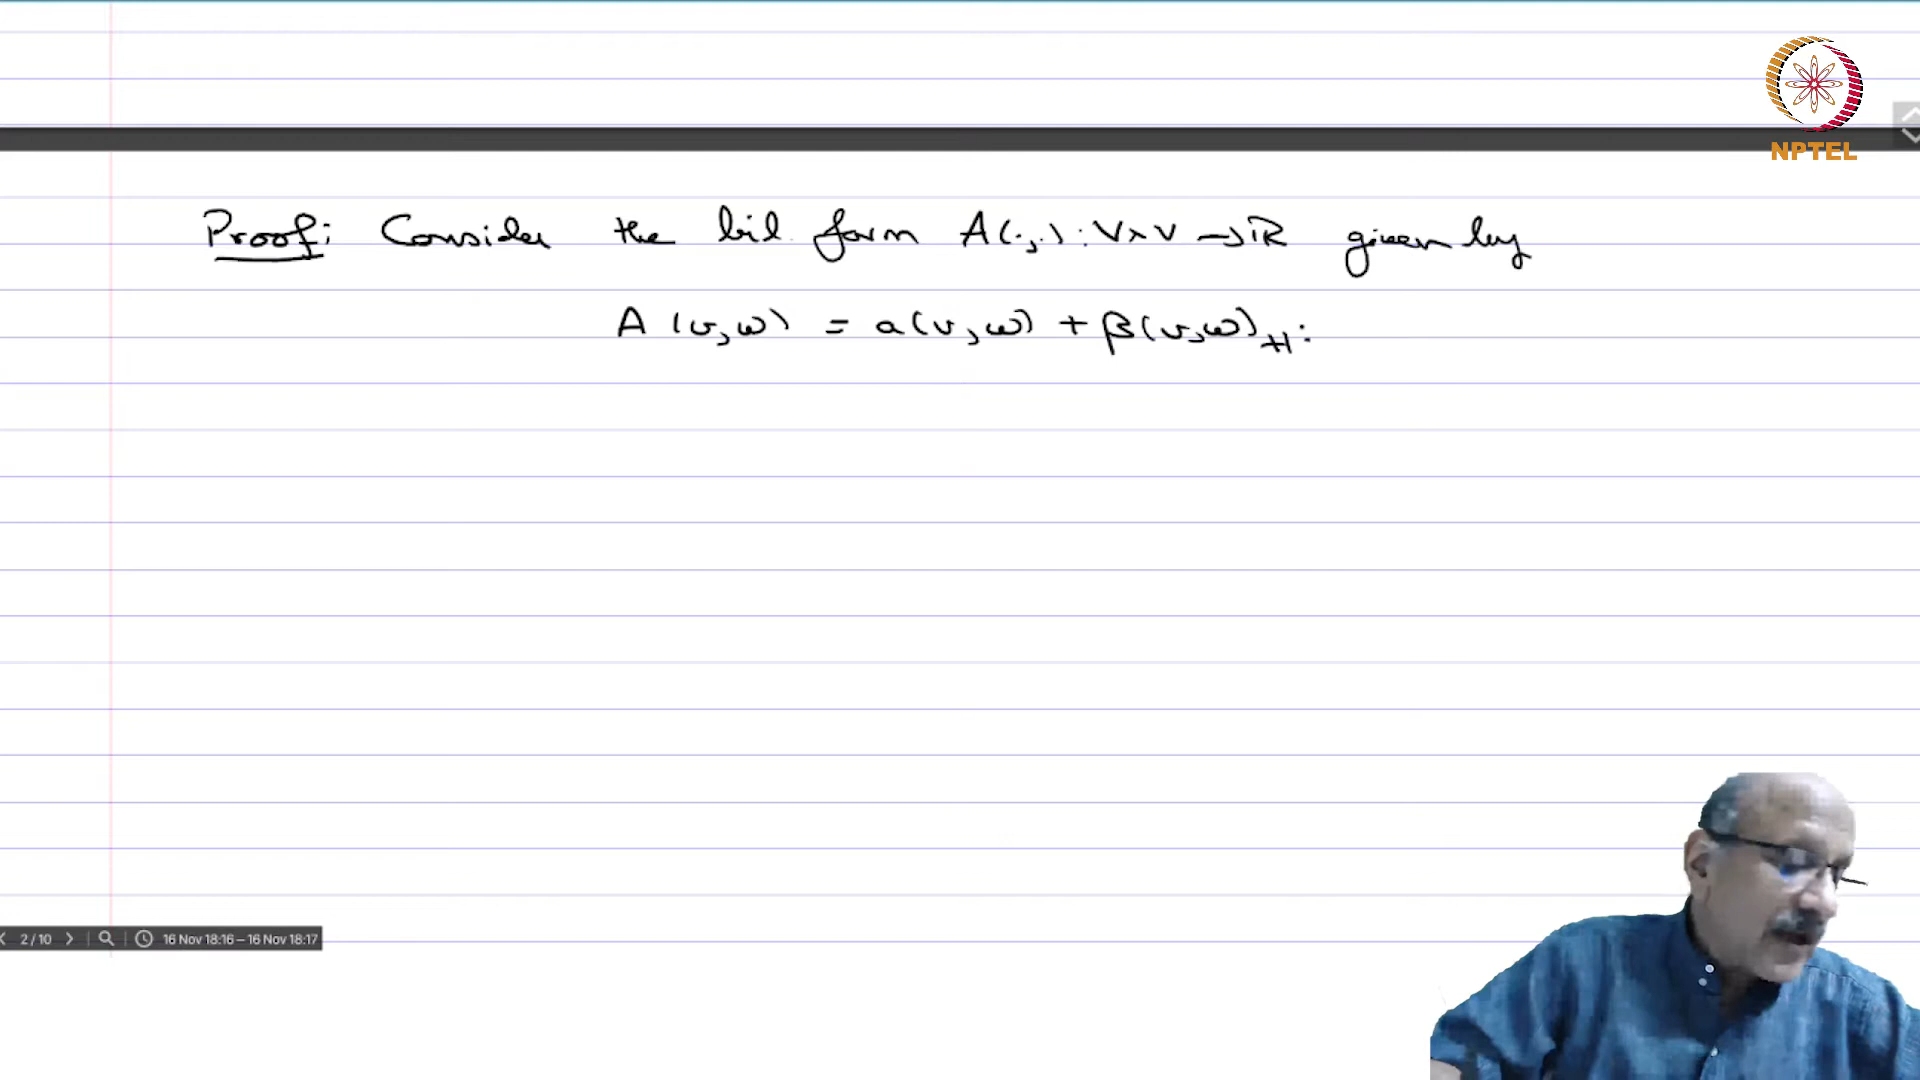 NPTEL
Proof: Consider the bil. form A(.,.): V×V → ℝ given by
A(v,w) = a(v,w) + β(v,w)_H.
2 / 10 16 Nov 18:16 – 16 Nov 18:17